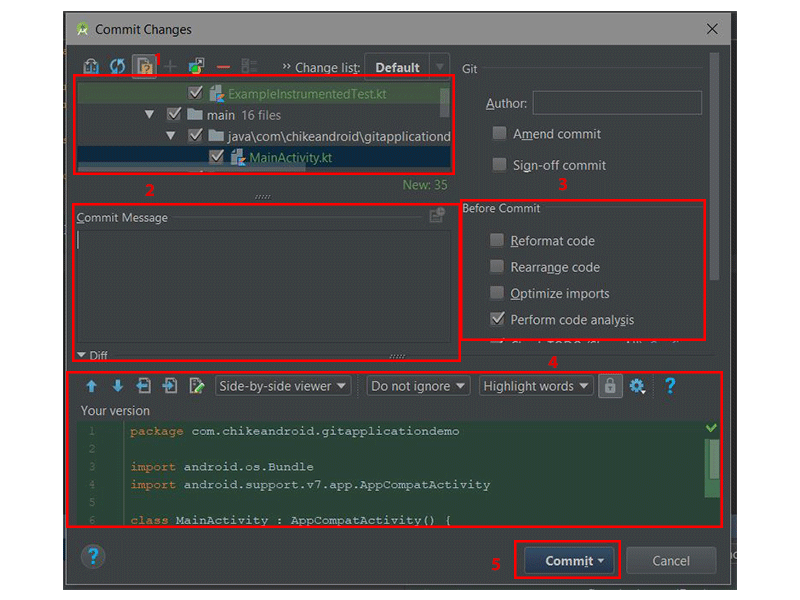 Commit Changes
1
Change list: Default
Git
ExampleInstrumentedTest.kt
main 16 files
java\com\chikeandroid\gitapplicationd
MainActivity.kt
New: 35
Author:
Amend commit
Sign-off commit
2
3
Commit Message
Before Commit
Reformat code
Rearrange code
Optimize imports
Perform code analysis
Diff
4
Side-by-side viewer
Do not ignore
Highlight words
?
Your version
1 package com.chikeandroid.gitapplicationdemo
2
3 import android.os.Bundle
4 import android.support.v7.app.AppCompatActivity
5
6 class MainActivity : AppCompatActivity() {
?
5
Commit
Cancel